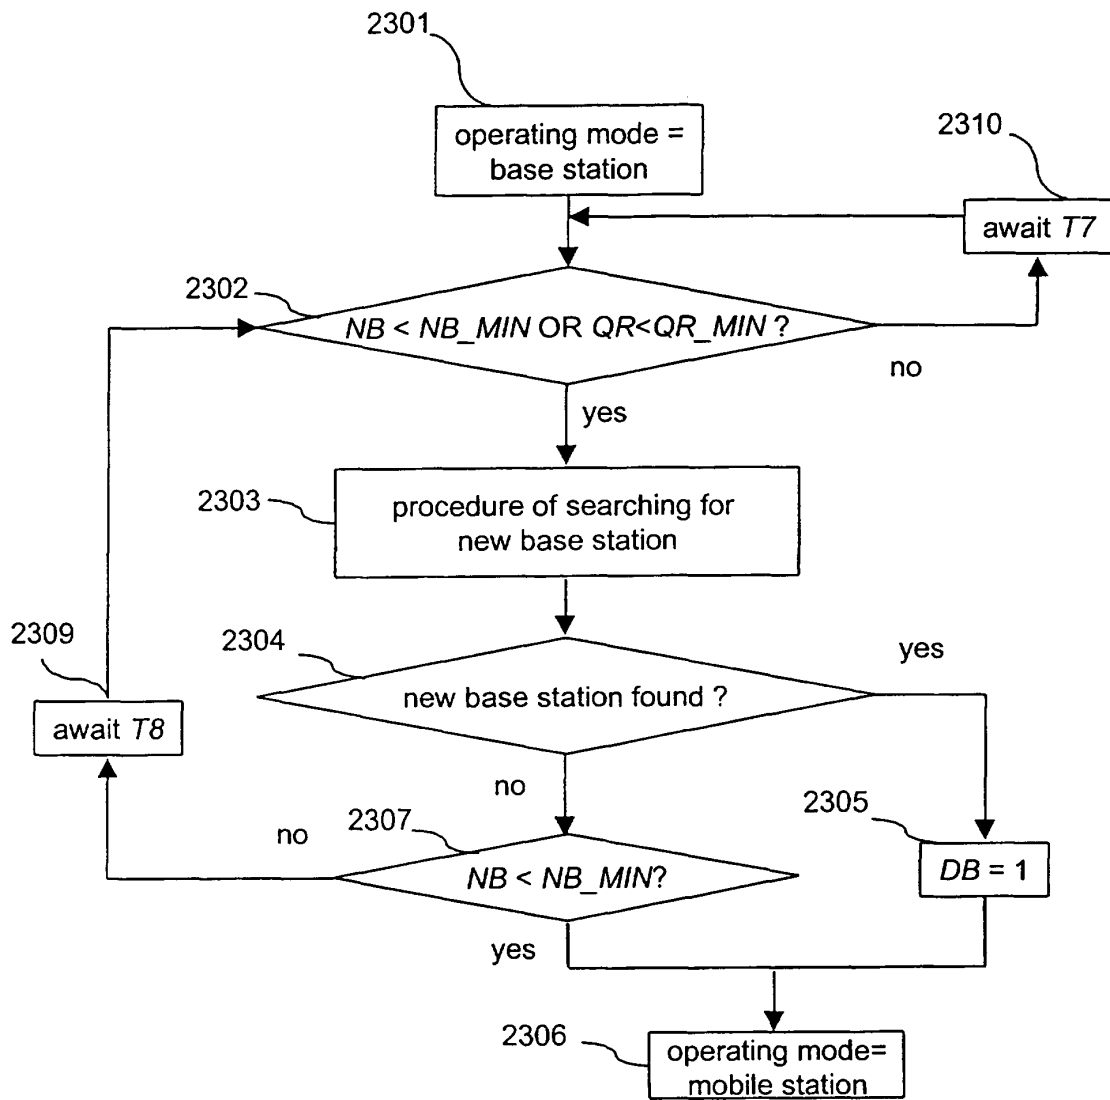 2301
operating mode =
base station
2310
await T7
2302
NB < NB_MIN OR QR<QR_MIN ?
no
yes
2303
procedure of searching for
new base station
2304
yes
new base station found ?
2309
await T8
no
2305
DB = 1
2307
no
NB < NB_MIN?
yes
2306
operating mode=
mobile station